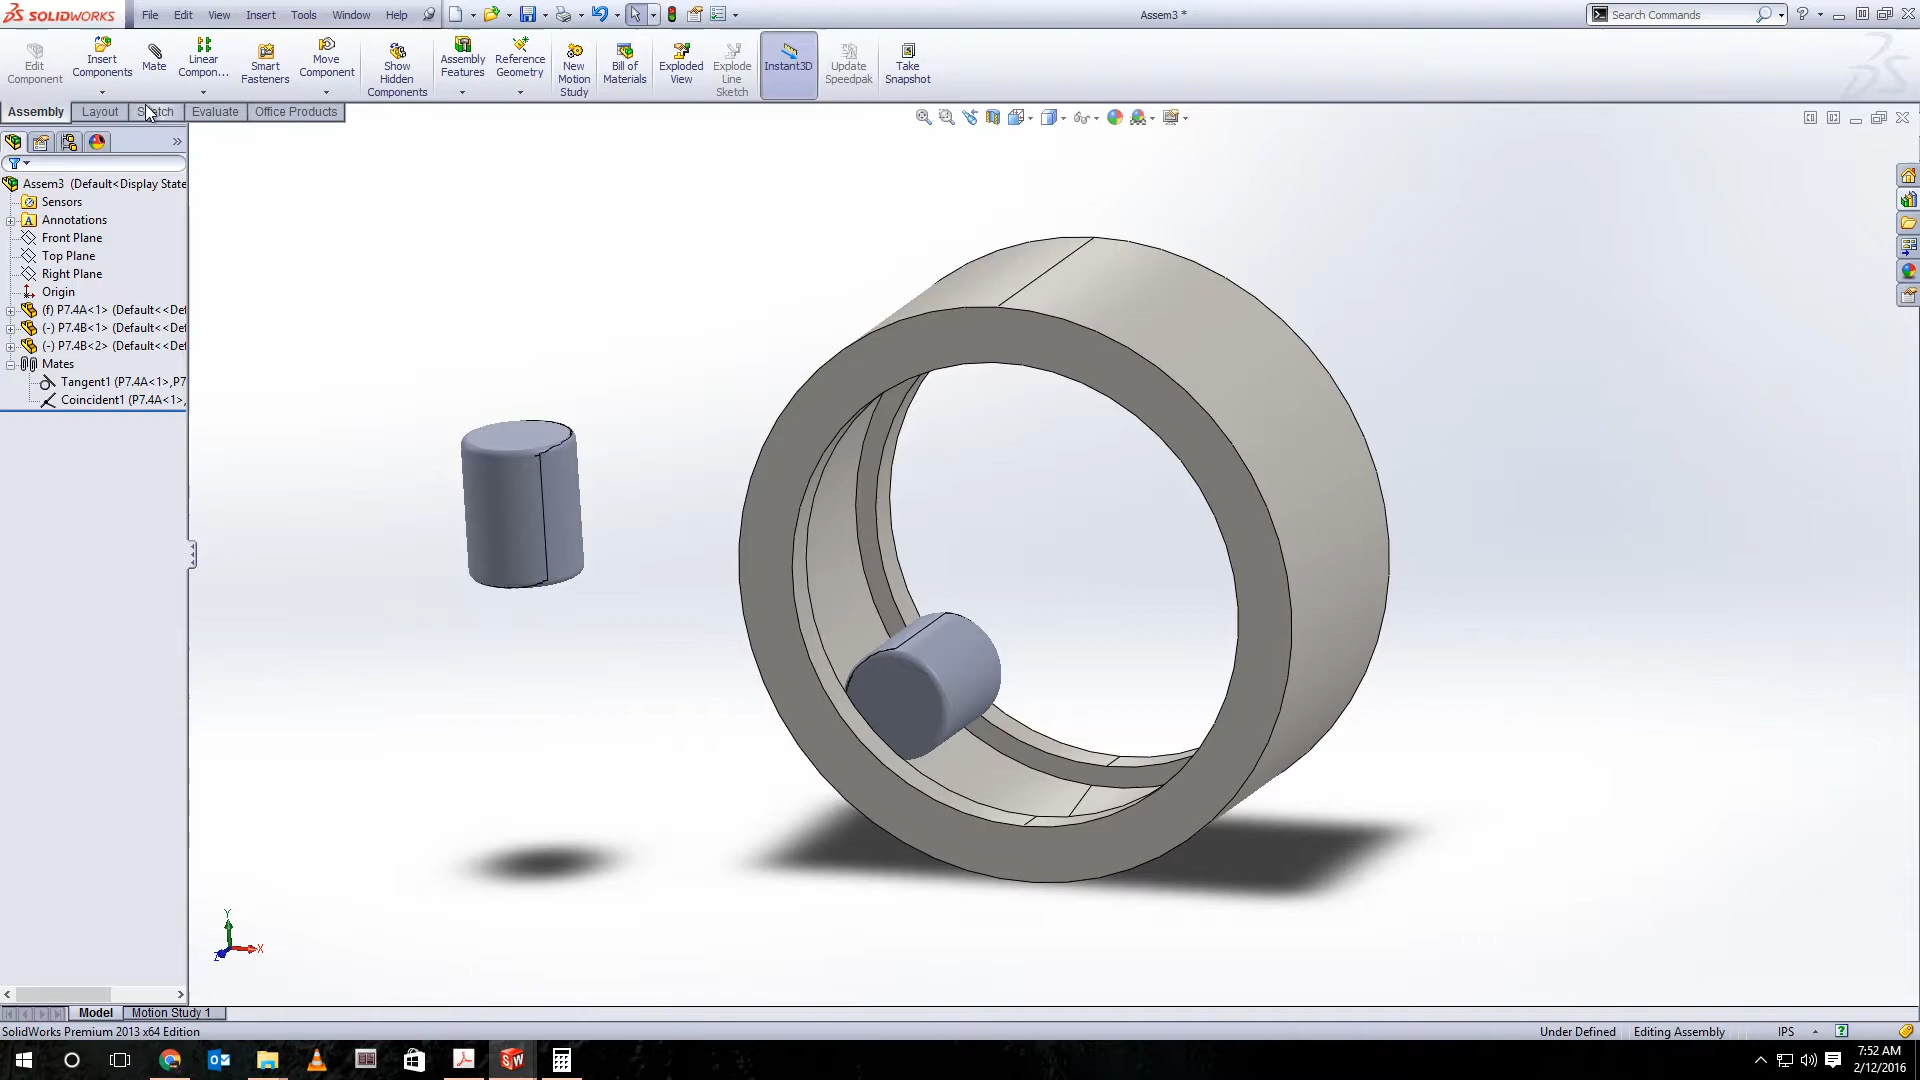 SOLIDWORKS File Edit View Insert Tools Window Help Assem3 * Search Commands
Edit Component
Insert Components
Mate
Linear Compon...
Smart Fasteners
Move Component
Show Hidden Components
Assembly Features
Reference Geometry
New Motion Study
Bill of Materials
Exploded View
Explode Line Sketch
Instant3D
Update Speedpak
Take Snapshot
Assembly Layout Sketch Evaluate Office Products
Assem3 (Default<Display State
Sensors
Annotations
Front Plane
Top Plane
Right Plane
Origin
(f) P7.4A<1> (Default<<Def
(-) P7.4B<1> (Default<<Def
(-) P7.4B<2> (Default<<Def
Mates
Tangent1 (P7.4A<1>,P7
Coincident1 (P7.4A<1>,
Y
X
Z
Model Motion Study 1
SolidWorks Premium 2013 x64 Edition Under Defined Editing Assembly IPS
7:52 AM
2/12/2016